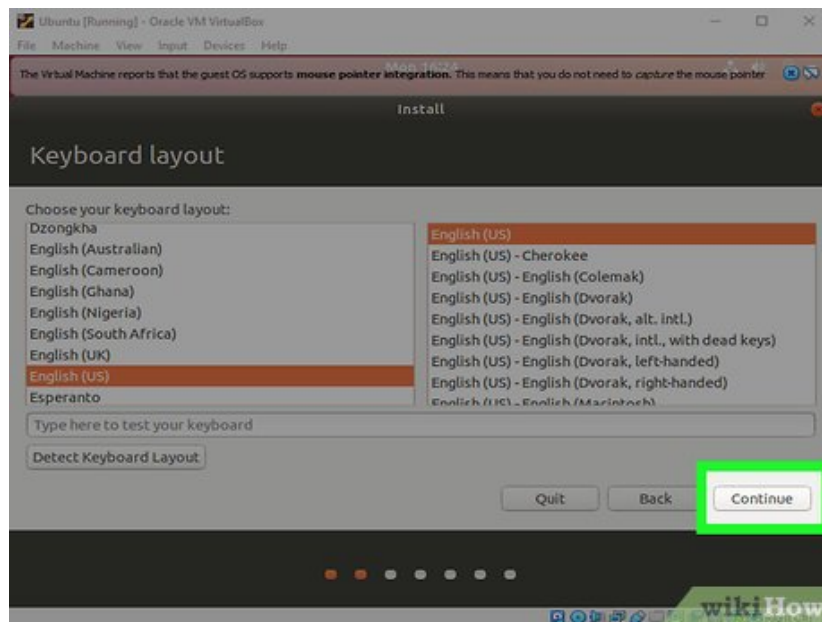 Ubuntu [Running] - Oracle VM VirtualBox
File Machine View Input Devices Help
The Virtual Machine reports that the guest OS supports mouse pointer integration. This means that you do not need to capture the mouse pointer
Mon 16:24
Install
Keyboard layout
Choose your keyboard layout:
Dzongkha
English (Australian)
English (Cameroon)
English (Ghana)
English (Nigeria)
English (South Africa)
English (UK)
English (US)
Esperanto
English (US)
English (US) - Cherokee
English (US) - English (Colemak)
English (US) - English (Dvorak)
English (US) - English (Dvorak, alt. intl.)
English (US) - English (Dvorak, intl., with dead keys)
English (US) - English (Dvorak, left-handed)
English (US) - English (Dvorak, right-handed)
English (US) - English (Macintosh)
Type here to test your keyboard
Detect Keyboard Layout
Quit Back Continue
wikiHow